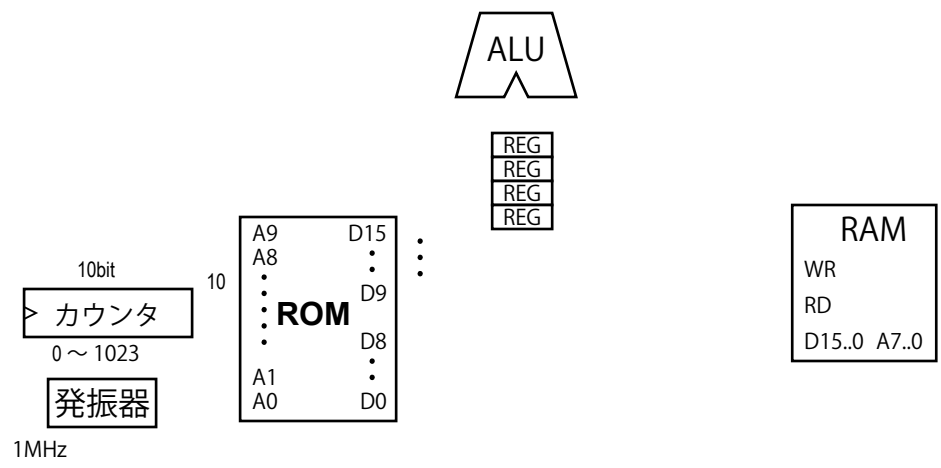 ALU
REG
REG
REG
REG
10bit
カウンタ
0 ～ 1023
発振器
1MHz
10
A9 D15
A8
D9
ROM
D8
A1
A0 D0
RAM
WR
RD
D15..0 A7..0